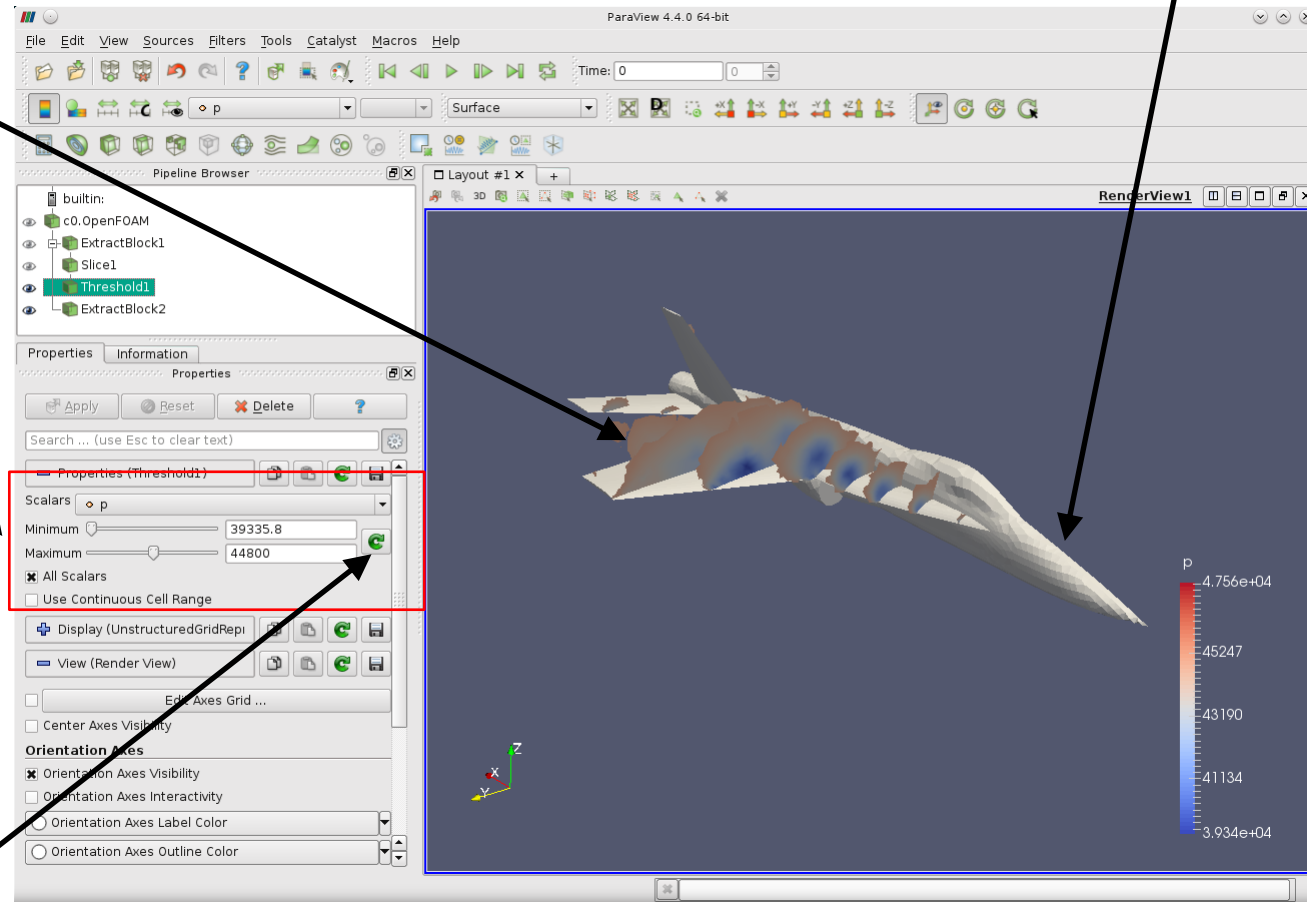 ParaView 4.4.0 64-bit
File Edit View Sources Filters Tools Catalyst Macros Help
Time: 0 0
p Surface
Pipeline Browser
builtin:
c0.OpenFOAM
ExtractBlock1
Slice1
Threshold1
ExtractBlock2
Properties Information
Properties
Apply Reset Delete ?
Search ... (use Esc to clear text)
Properties (Threshold1)
Scalars p
Minimum 39335.8
Maximum 44800
All Scalars
Use Continuous Cell Range
Display (UnstructuredGridRepr
View (Render View)
Edit Axes Grid ...
Center Axes Visibility
Orientation Axes
Orientation Axes Visibility
Orientation Axes Interactivity
Orientation Axes Label Color
Orientation Axes Outline Color
Layout #1 +
3D RenderView1
p
4.756e+04
45247
43190
41134
3.934e+04
Z
X
Y